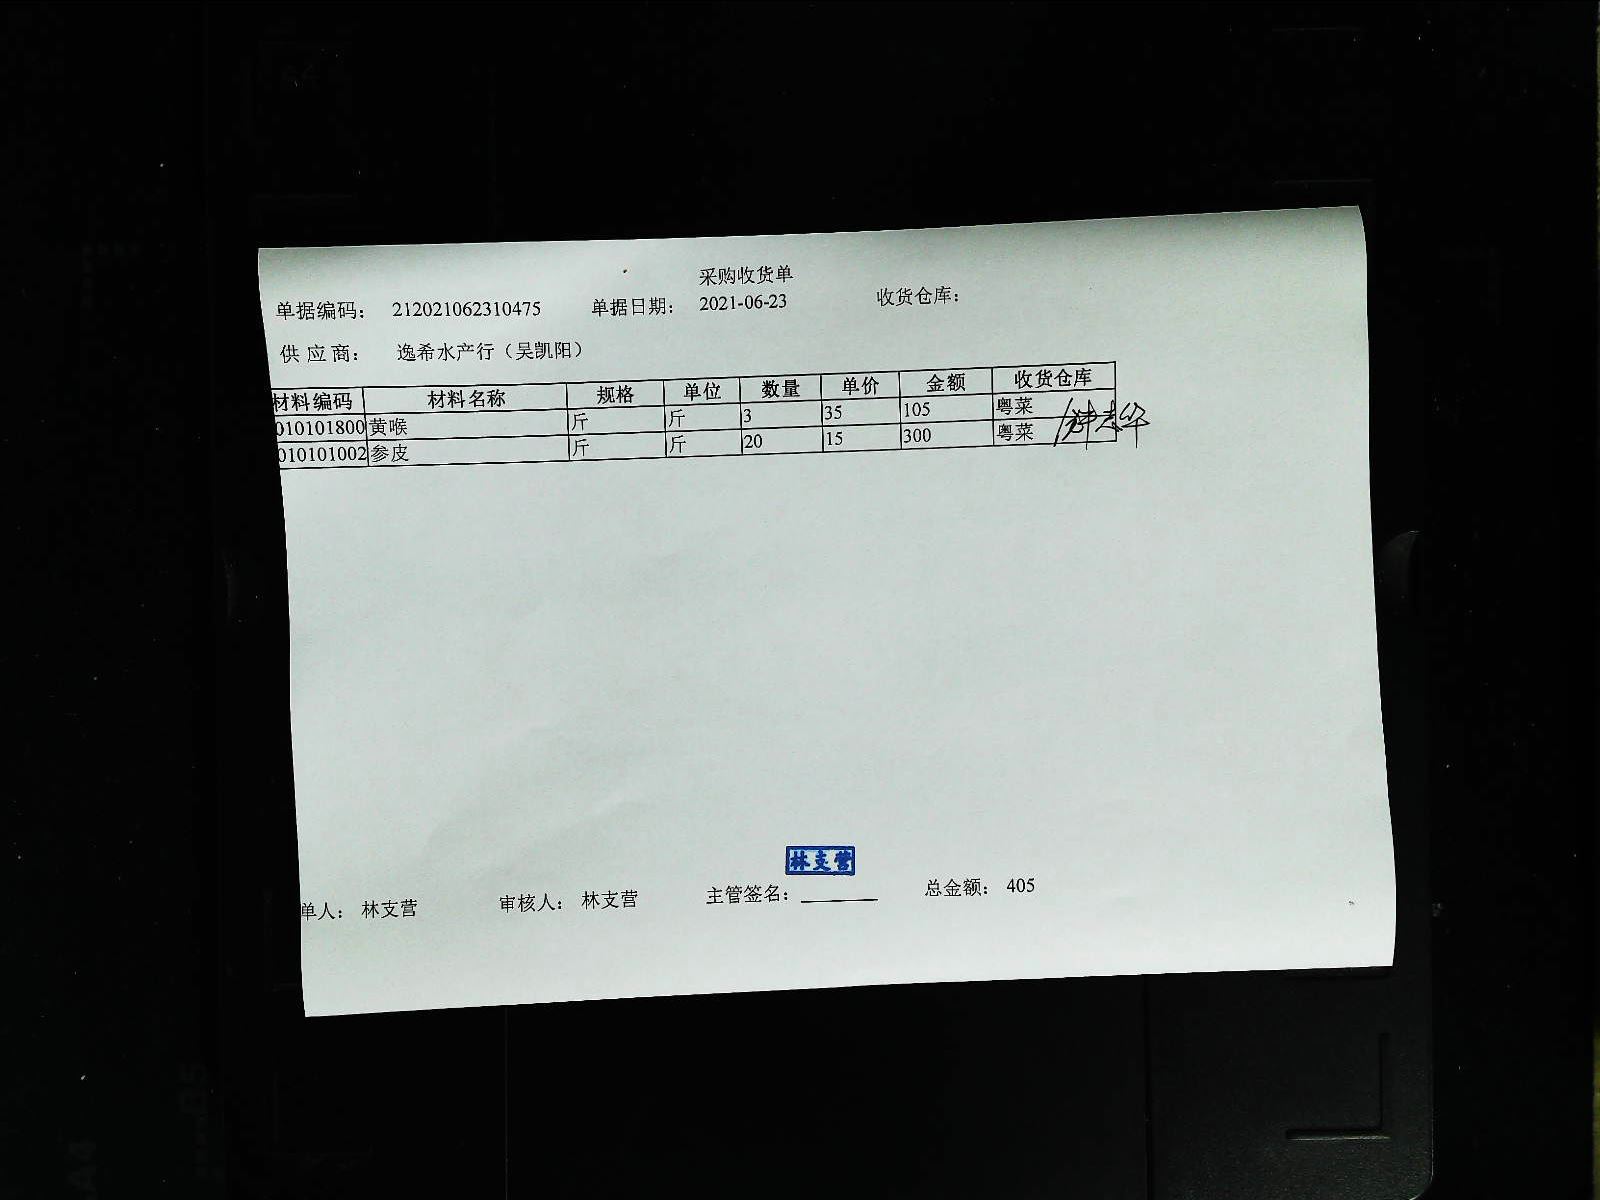 采购收货单
单据编码： 212021062310475 单据日期： 2021-06-23 收货仓库：
供 应 商： 逸希水产行（吴凯阳）
材料编码 材料名称 规格 单位 数量 单价 金额 收货仓库
010101800 黄喉 斤 斤 3 35 105 粤菜
010101002 参皮 斤 斤 20 15 300 粤菜
林支营
单人： 林支营 审核人： 林支营 主管签名： 总金额： 405